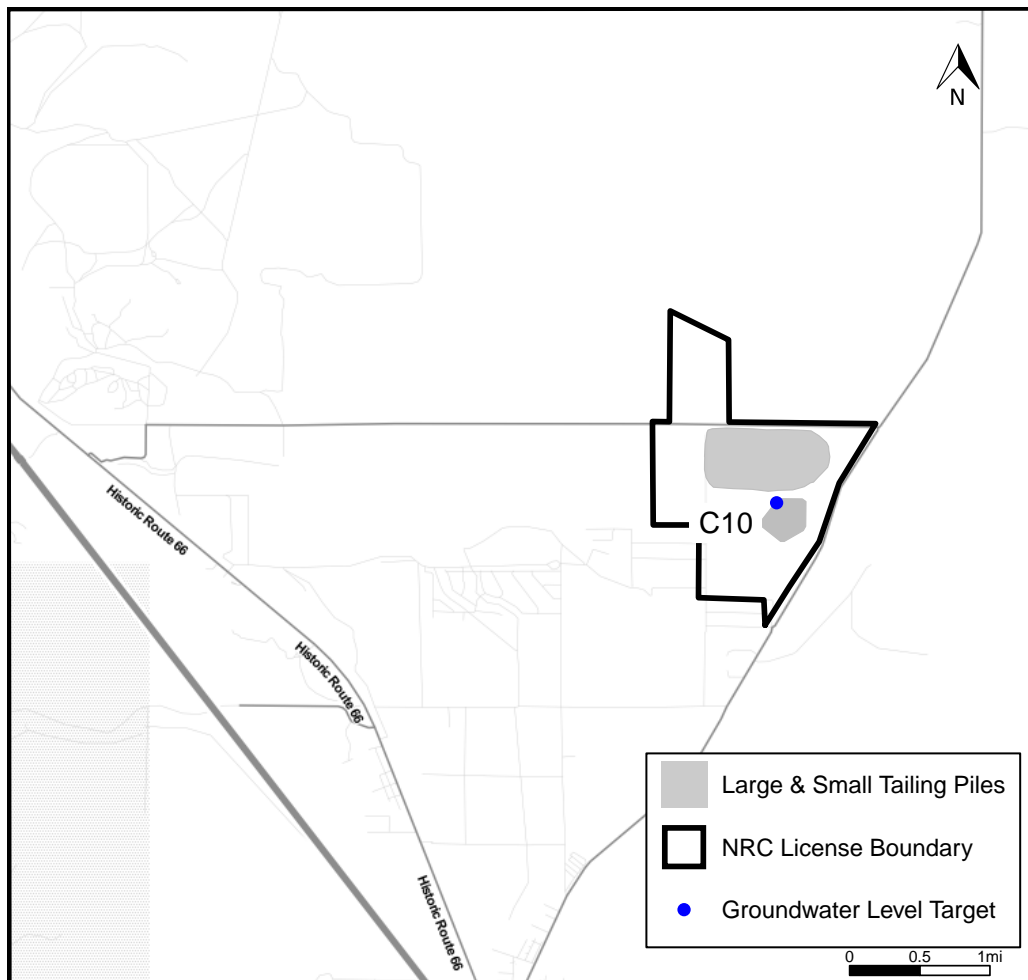 N
C10
Historic Route 66
Historic Route 66
Historic Route 66
Large & Small Tailing Piles
NRC License Boundary
Groundwater Level Target
0 0.5 1mi